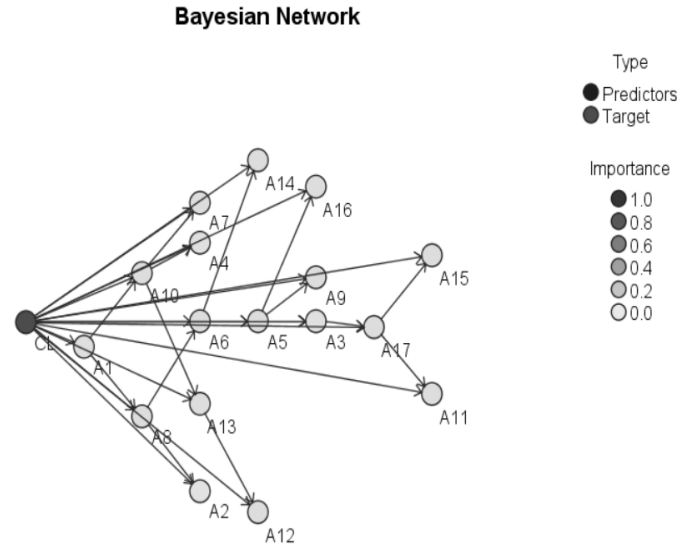 Bayesian Network
Type
Predictors
Target
Importance
1.0
0.8
0.6
0.4
0.2
0.0
A14
A16
A7
A4
A15
A10
A9
CL
A1
A6
A5
A3
A17
A8
A13
A11
A2
A12